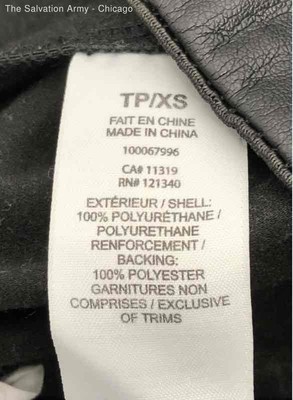 The Salvation Army - Chicago
TP/XS
FAIT EN CHINE
MADE IN CHINA
100067996
CA# 11319
RN# 121340
EXTÉRIEUR / SHELL:
100% POLYURÉTHANE /
POLYURETHANE
RENFORCEMENT /
BACKING:
100% POLYESTER
GARNITURES NON
COMPRISES / EXCLUSIVE
OF TRIMS